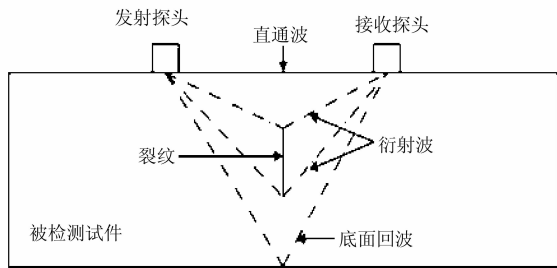 发射探头
直通波
接收探头
裂纹
衍射波
被检测试件
底面回波